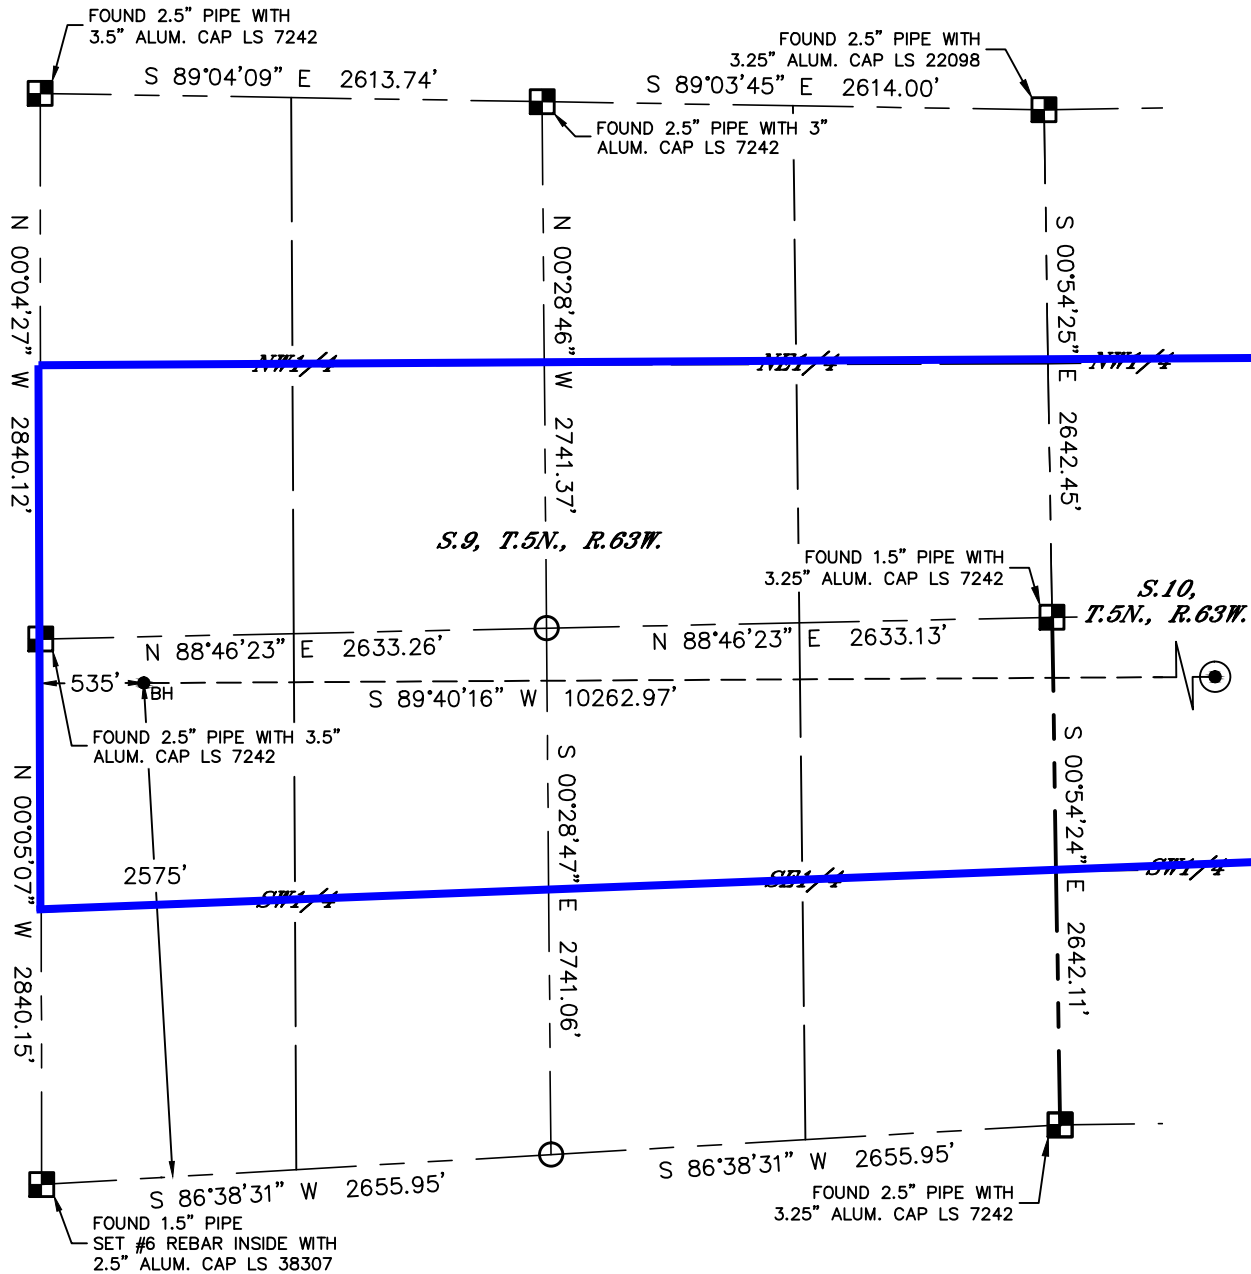 FOUND 2.5" PIPE WITH
3.5" ALUM. CAP LS 7242
FOUND 2.5" PIPE WITH
3.25" ALUM. CAP LS 22098
S 89°04'09" E 2613.74'
S 89°03'45" E 2614.00'
FOUND 2.5" PIPE WITH 3"
ALUM. CAP LS 7242
N 00°04'27" W 2840.12'
N 00°28'46" W 2741.37'
S 00°54'25" E 2642.45'
NW1/4
NE1/4
NW1/4
S.9, T.5N., R.63W.
FOUND 1.5" PIPE WITH
3.25" ALUM. CAP LS 7242
S.10,
T.5N., R.63W.
N 88°46'23" E 2633.26'
N 88°46'23" E 2633.13'
535'
BH
S 89°40'16" W 10262.97'
FOUND 2.5" PIPE WITH 3.5"
ALUM. CAP LS 7242
N 00°05'07" W 2840.15'
S 00°28'47" E 2741.06'
S 00°54'24" E 2642.11'
2575'
SW1/4
SE1/4
SW1/4
S 86°38'31" W 2655.95'
S 86°38'31" W 2655.95'
FOUND 2.5" PIPE WITH
3.25" ALUM. CAP LS 7242
FOUND 1.5" PIPE
SET #6 REBAR INSIDE WITH
2.5" ALUM. CAP LS 38307